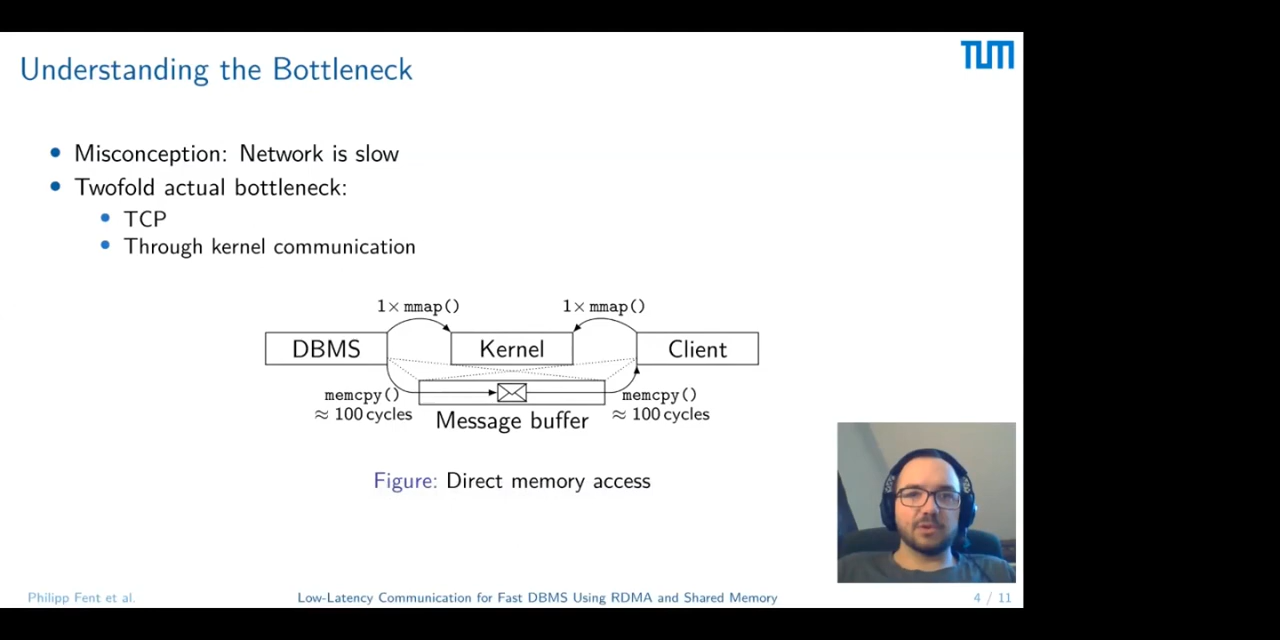 TUM
Understanding the Bottleneck
• Misconception: Network is slow
• Twofold actual bottleneck:
• TCP
• Through kernel communication
1× mmap() 1× mmap()
DBMS Kernel Client
memcpy() memcpy()
≈ 100 cycles ≈ 100 cycles
Message buffer
Figure: Direct memory access
Philipp Fent et al. Low-Latency Communication for Fast DBMS Using RDMA and Shared Memory 4 / 11